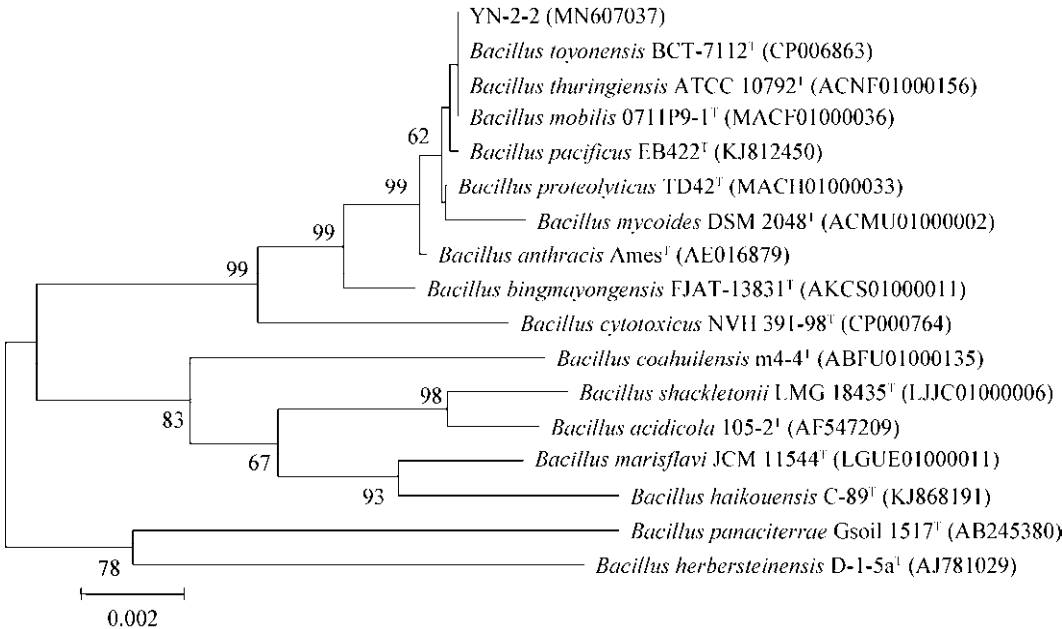 YN-2-2 (MN607037)
Bacillus toyonensis BCT-7112ᵀ (CP006863)
Bacillus thuringiensis ATCC 10792ᵀ (ACNF01000156)
Bacillus mobilis 0711P9-1ᵀ (MACF01000036)
62
Bacillus pacificus EB422ᵀ (KJ812450)
Bacillus proteolyticus TD42ᵀ (MACH01000033)
99
Bacillus mycoides DSM 2048ᵀ (ACMU01000002)
99
Bacillus anthracis Amesᵀ (AE016879)
99
Bacillus bingmayongensis FJAT-13831ᵀ (AKCS01000011)
Bacillus cytotoxicus NVH 391-98ᵀ (CP000764)
Bacillus coahuilensis m4-4ᵀ (ABFU01000135)
98
Bacillus shackletonii LMG 18435ᵀ (LJJC01000006)
83
Bacillus acidicola 105-2ᵀ (AF547209)
67
Bacillus marisflavi JCM 11544ᵀ (LGUE01000011)
93
Bacillus haikouensis C-89ᵀ (KJ868191)
Bacillus panaciterrae Gsoil 1517ᵀ (AB245380)
78
Bacillus herbersteinensis D-1-5aᵀ (AJ781029)
0.002